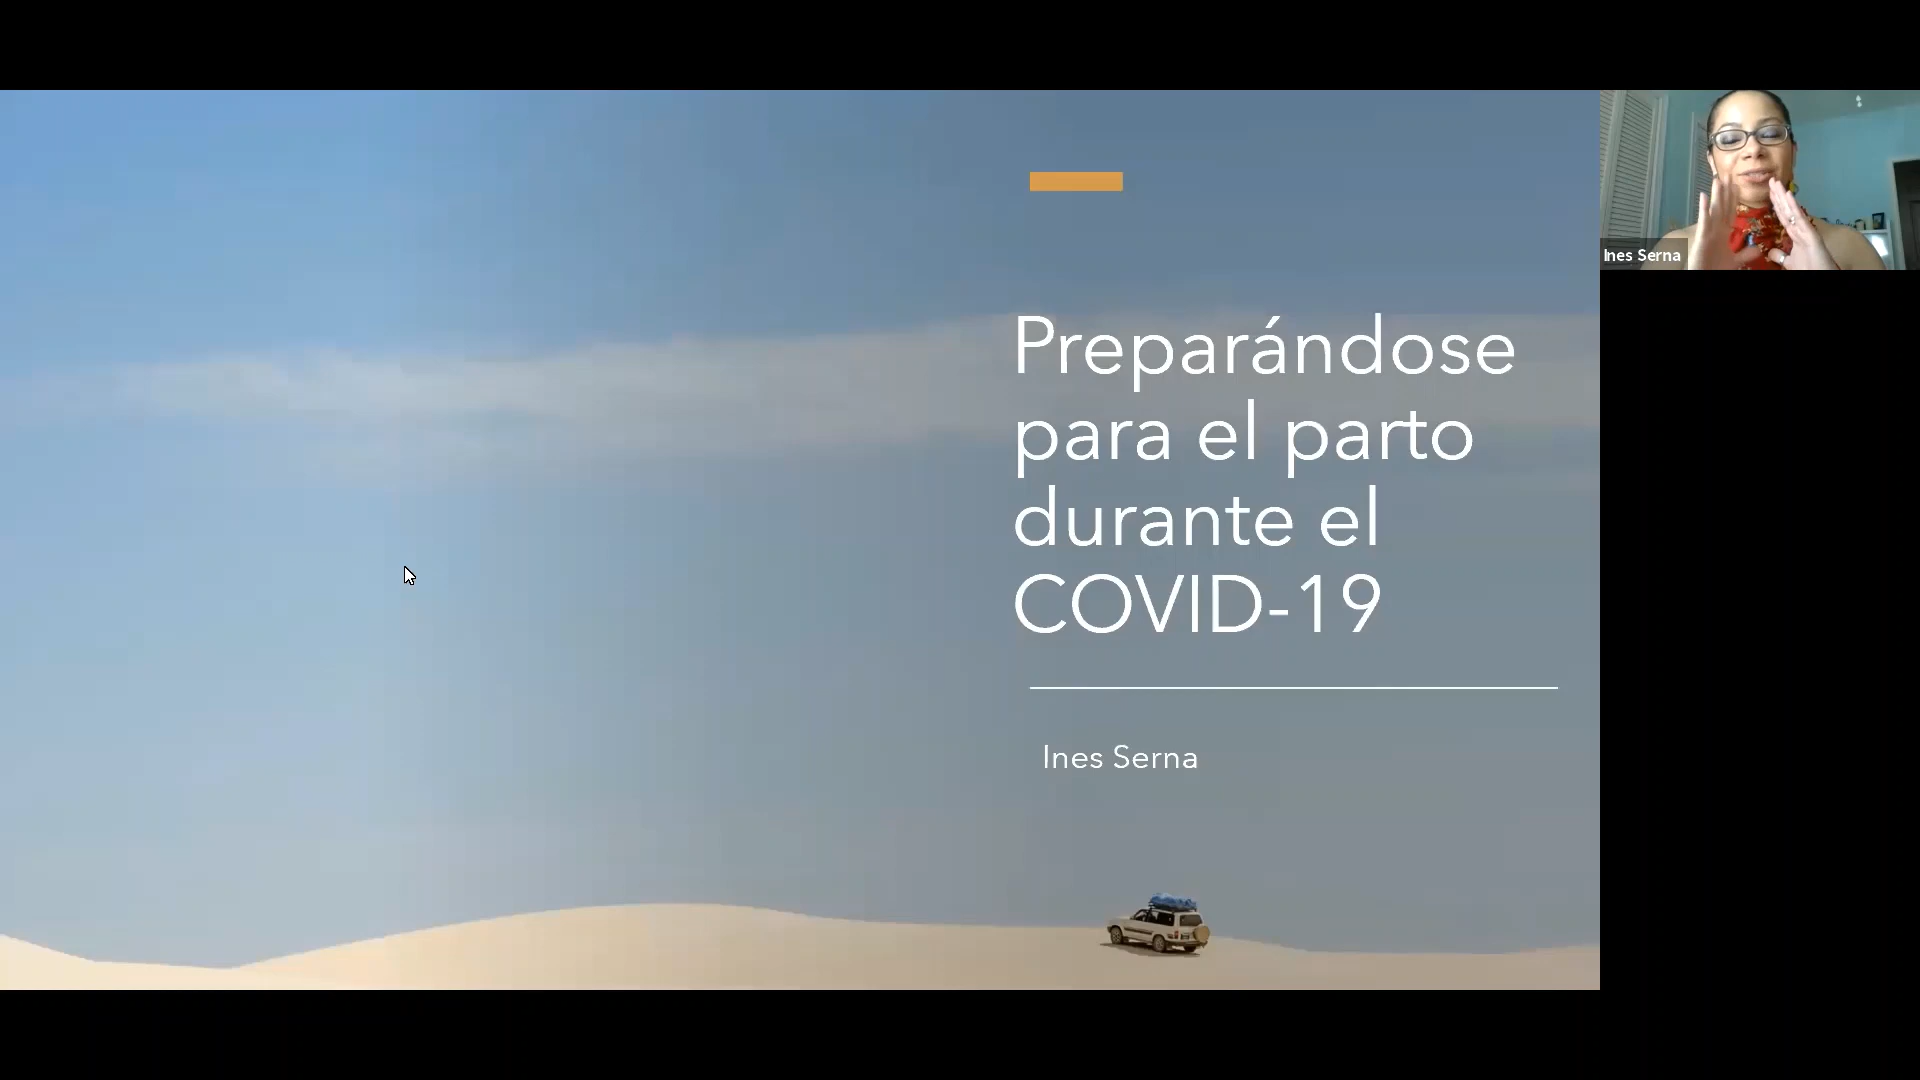 Preparándose
para el parto
durante el
COVID-19
Ines Serna
Ines Serna